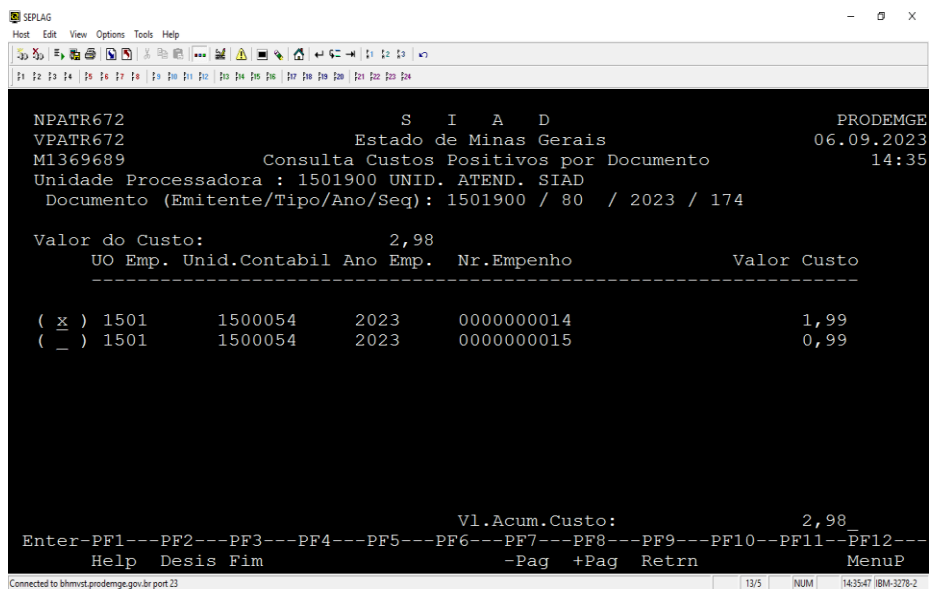 SEPLAG
Host Edit View Options Tools Help
NPATR672 S I A D PRODEMGE
VPATR672 Estado de Minas Gerais 06.09.2023
M1369689 Consulta Custos Positivos por Documento 14:35
Unidade Processadora : 1501900 UNID. ATEND. SIAD
Documento (Emitente/Tipo/Ano/Seq): 1501900 / 80 / 2023 / 174
Valor do Custo: 2,98
UO Emp. Unid.Contabil Ano Emp. Nr.Empenho Valor Custo
-------------------------------------------------------------------
( x ) 1501 1500054 2023 0000000014 1,99
( _ ) 1501 1500054 2023 0000000015 0,99
Vl.Acum.Custo: 2,98_
Enter-PF1---PF2---PF3---PF4---PF5---PF6---PF7---PF8---PF9---PF10--PF11--PF12---
Help Desis Fim -Pag +Pag Retrn MenuP
Connected to bhmvst.prodemge.gov.br port 23 13/5 NUM 14:35:47 IBM-3278-2